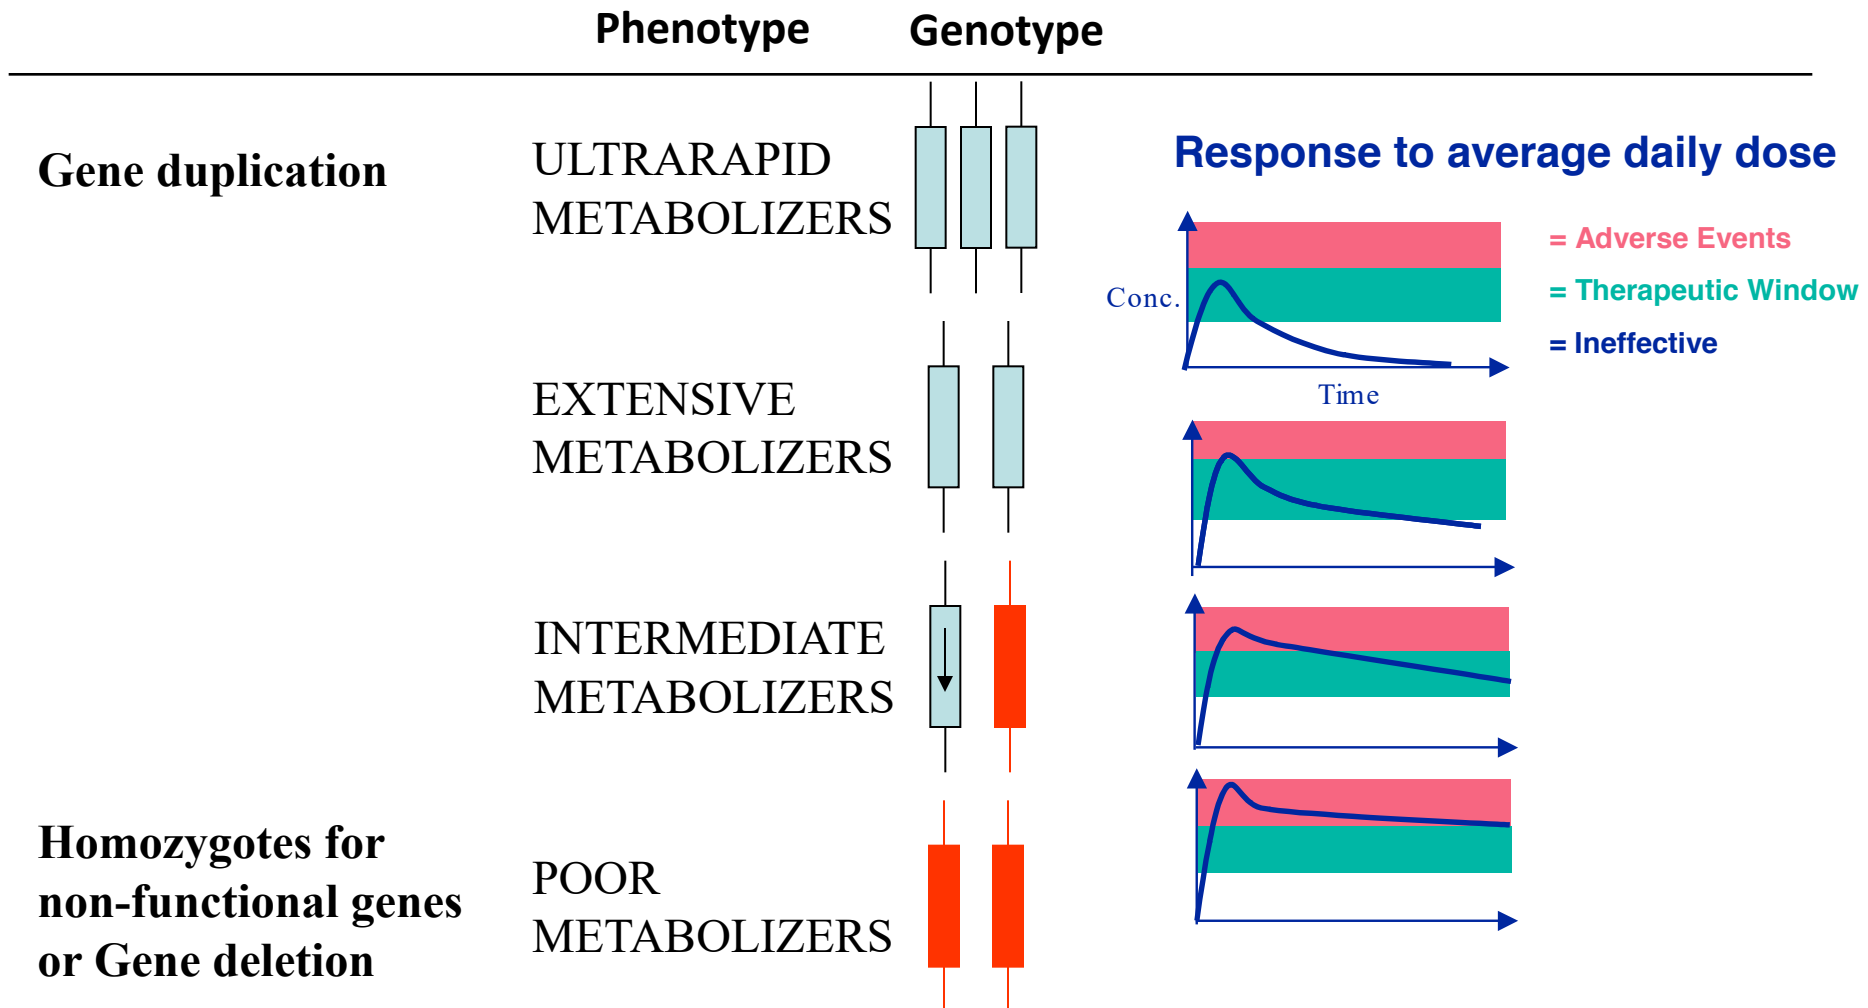 Phenotype
Genotype
Gene duplication
ULTRARAPID
METABOLIZERS
Response to average daily dose
= Adverse Events
= Therapeutic Window
= Ineffective
Conc.
Time
EXTENSIVE
METABOLIZERS
INTERMEDIATE
METABOLIZERS
Homozygotes for
non-functional genes
or Gene deletion
POOR
METABOLIZERS